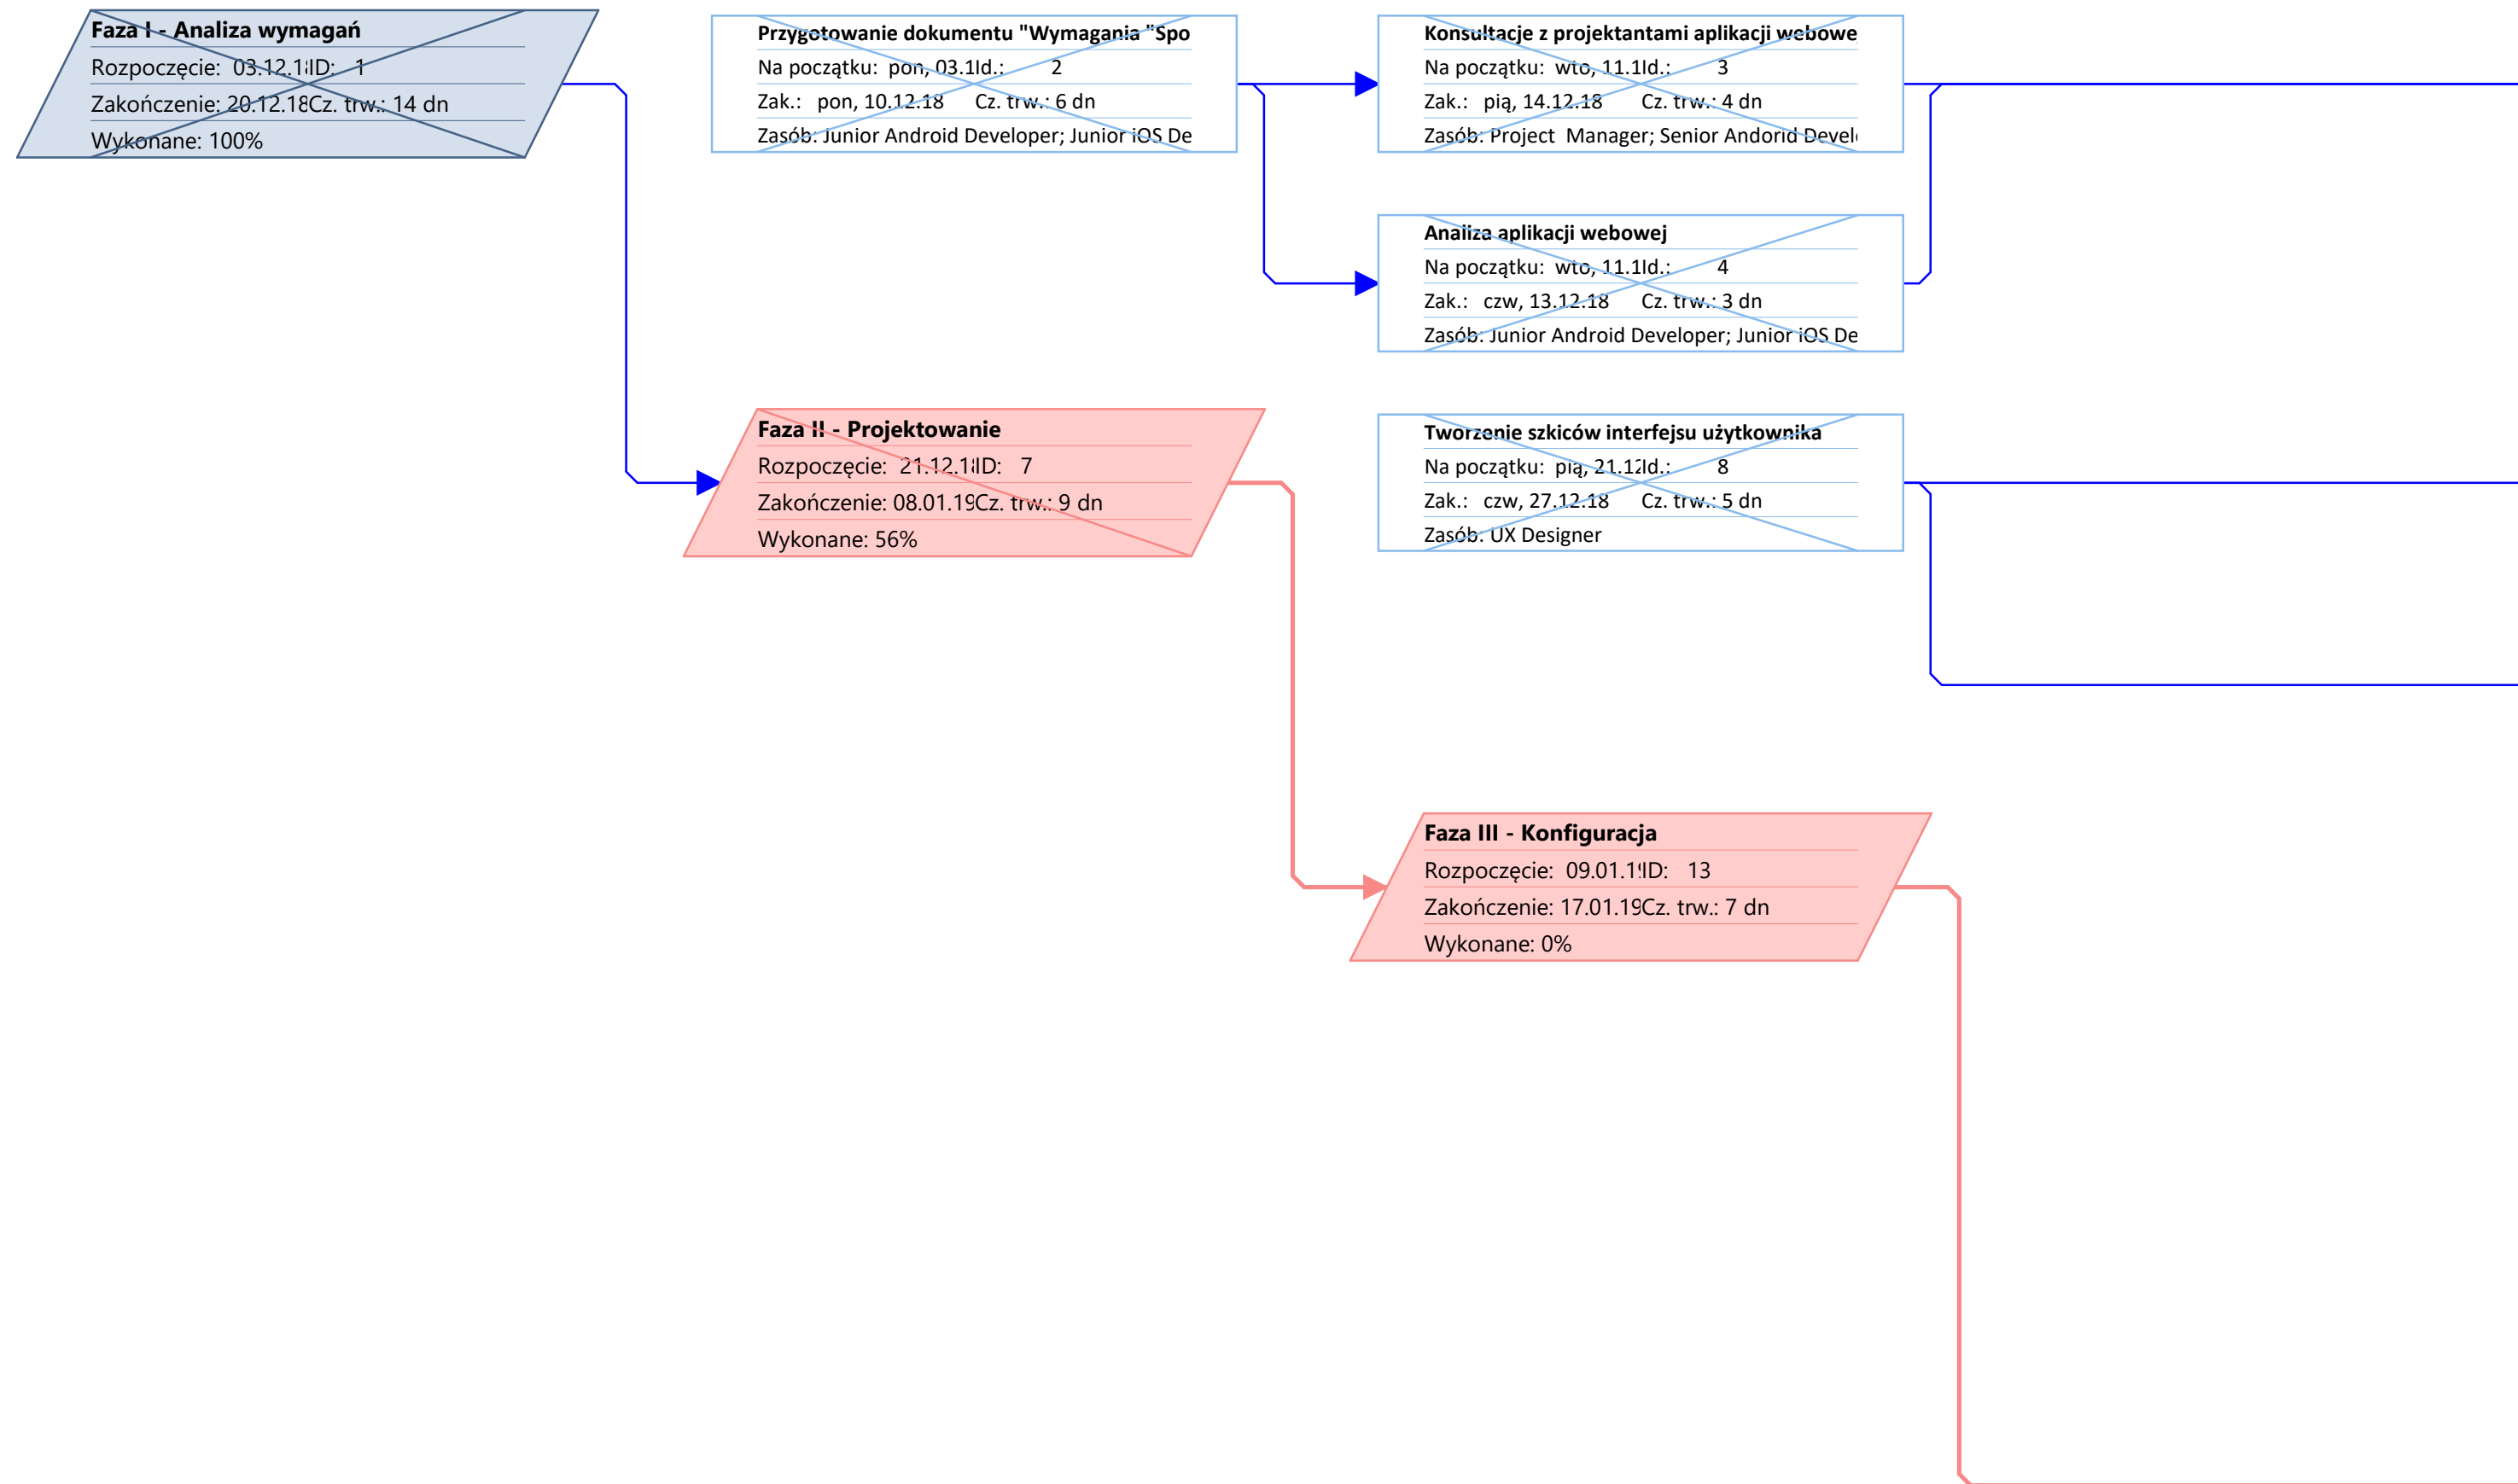 Faza I - Analiza wymagań
Rozpoczęcie: 03.12.1 ID: 1
Zakończenie: 20.12.18 Cz. trw.: 14 dn
Wykonane: 100%
Przygotowanie dokumentu "Wymagania "Spo
Na początku: pon, 03.1 Id.: 2
Zak.: pon, 10.12.18 Cz. trw.: 6 dn
Zasób: Junior Android Developer; Junior iOS De
Konsultacje z projektantami aplikacji webowe
Na początku: wto, 11.1 Id.: 3
Zak.: pią, 14.12.18 Cz. trw.: 4 dn
Zasób: Project Manager; Senior Andorid Devel
Analiza aplikacji webowej
Na początku: wto, 11.1 Id.: 4
Zak.: czw, 13.12.18 Cz. trw.: 3 dn
Zasób: Junior Android Developer; Junior iOS De
Faza II - Projektowanie
Rozpoczęcie: 21.12.1 ID: 7
Zakończenie: 08.01.19 Cz. trw.: 9 dn
Wykonane: 56%
Tworzenie szkiców interfejsu użytkownika
Na początku: pią, 21.12 Id.: 8
Zak.: czw, 27.12.18 Cz. trw.: 5 dn
Zasób: UX Designer
Faza III - Konfiguracja
Rozpoczęcie: 09.01.1 ID: 13
Zakończenie: 17.01.19 Cz. trw.: 7 dn
Wykonane: 0%